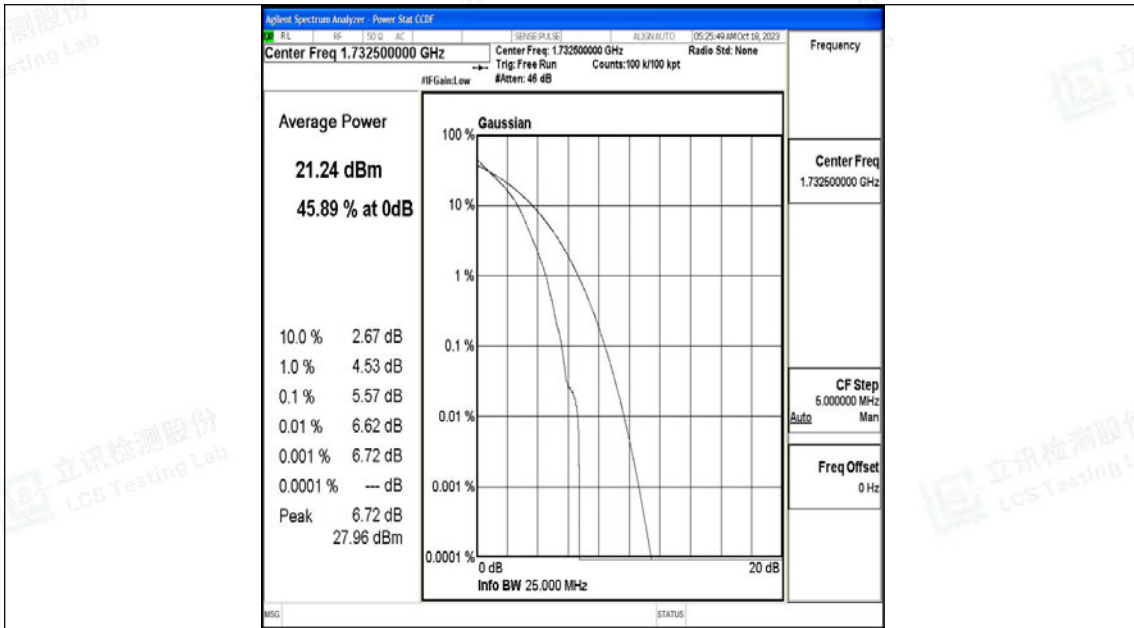 Agilent Spectrum Analyzer - Power Stat CCDF
RL RF 50 Ω AC SENSE:PULSE ALIGN AUTO 05:25:49 AM Oct 18, 2023
Center Freq 1.732500000 GHz
Center Freq: 1.732500000 GHz
Radio Std: None
Trig: Free Run
Counts:100 k/100 kpt
#IFGain:Low
#Atten: 46 dB
Frequency
Average Power
21.24 dBm
45.89 % at 0dB
10.0 % 2.67 dB
1.0 % 4.53 dB
0.1 % 5.57 dB
0.01 % 6.62 dB
0.001 % 6.72 dB
0.0001 % --- dB
Peak 6.72 dB
27.96 dBm
Gaussian
100 %
10 %
1 %
0.1 %
0.01 %
0.001 %
0.0001 %
0 dB
20 dB
Info BW 25.000 MHz
Center Freq
1.732500000 GHz
CF Step
5.000000 MHz
Auto Man
Freq Offset
0 Hz
MSG
STATUS
立讯检测股份
LCS Testing Lab